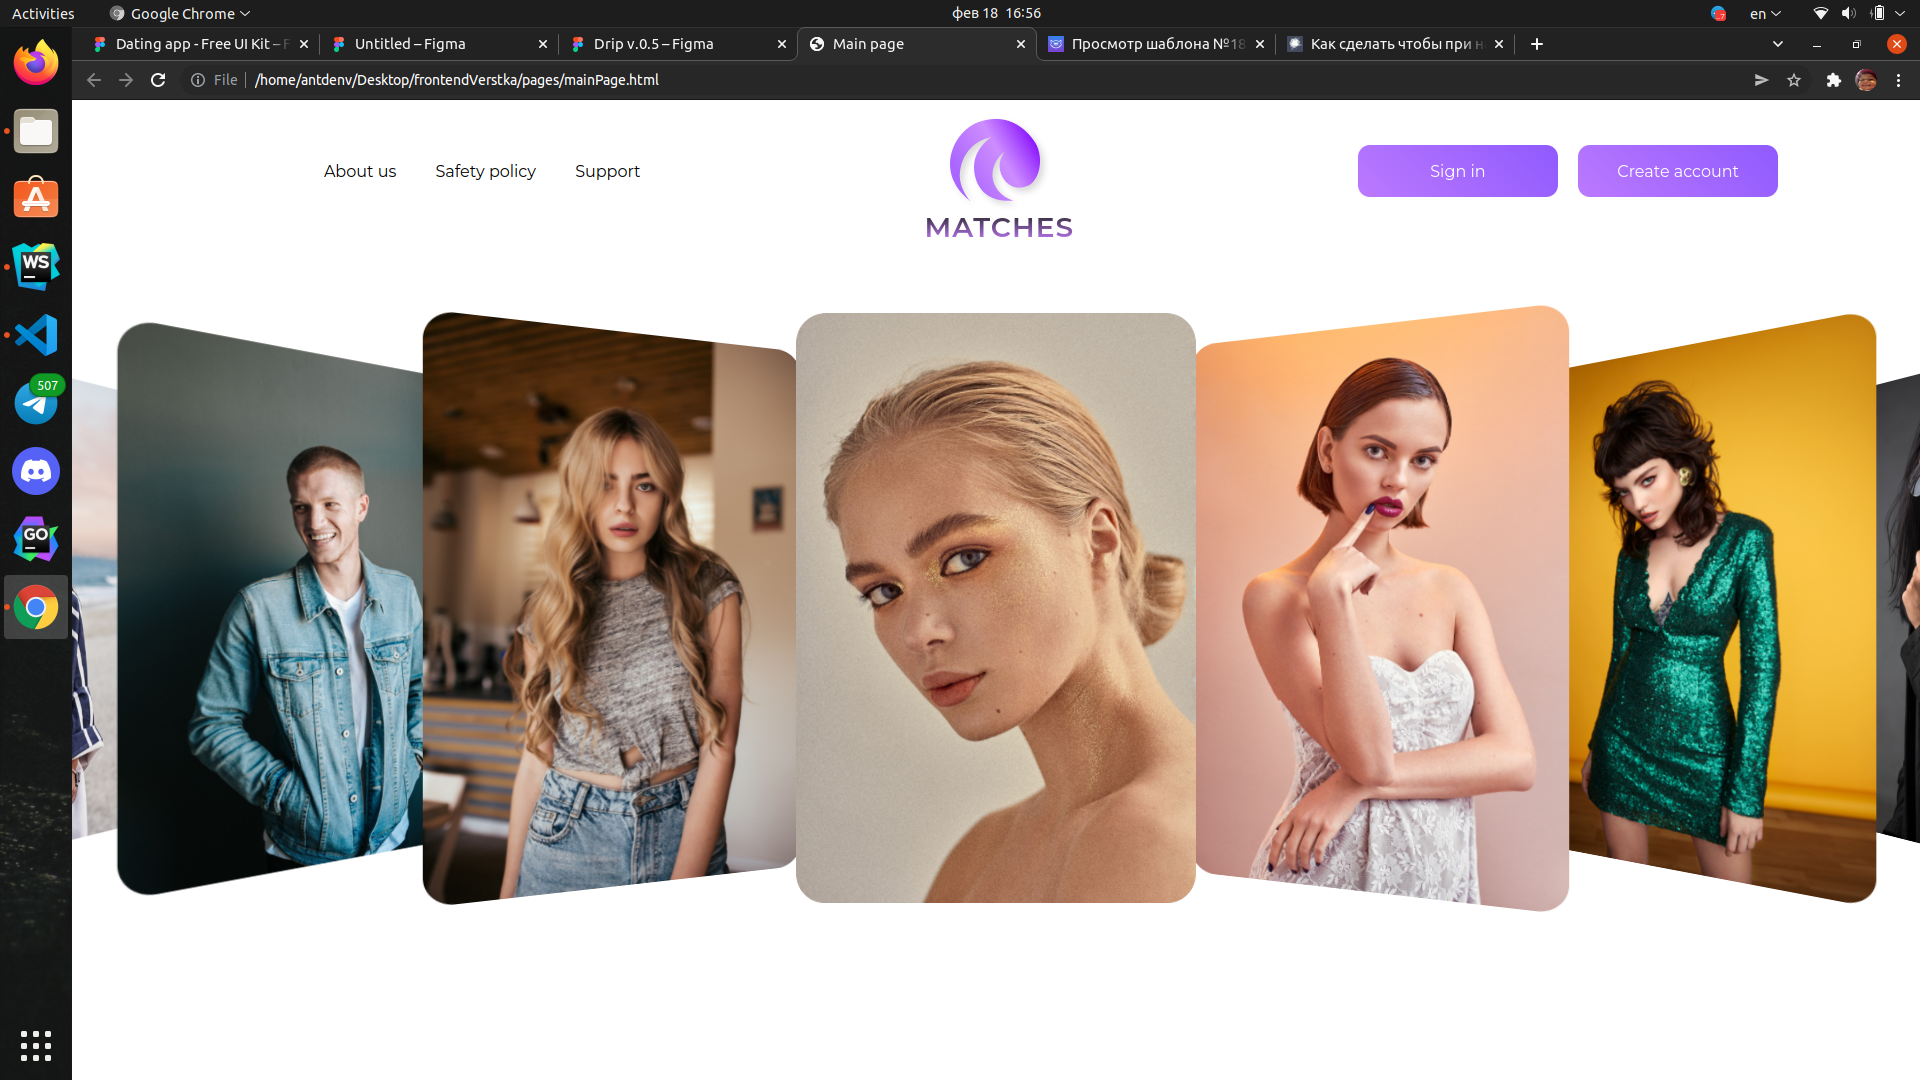 Activities
Google Chrome
фев 18 16:56
en
Dating app - Free UI Kit – F
Untitled – Figma
Drip v.0.5 – Figma
Main page
Просмотр шаблона №18
Как сделать чтобы при н
File
/home/antdenv/Desktop/frontendVerstka/pages/mainPage.html
WS
507
GO
About us
Safety policy
Support
MATCHES
Sign in
Create account